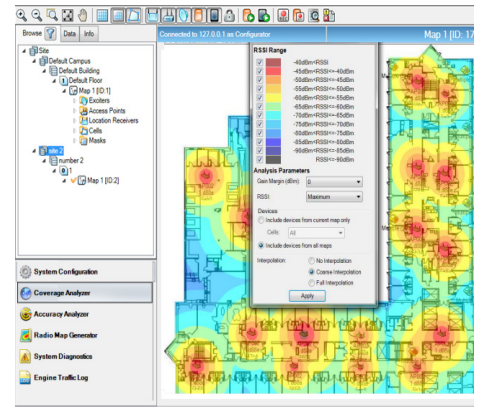 Browse Data Info
Connected to 127.0.0.1 as Configurator
Map 1 [ID: 17
Site
Default Campus
Default Building
Default Floor
Map 1 [ID:1]
Exciters
Access Points
Location Receivers
Cells
Masks
site 2
number 2
1
Map 1 [ID:2]
System Configuration
Coverage Analyzer
Accuracy Analyzer
Radio Map Generator
System Diagnostics
Engine Traffic Log
RSSI Range
-40dBm<RSSI
-45dBm<RSSI<=-40dBm
-50dBm<RSSI<=-45dBm
-55dBm<RSSI<=-50dBm
-60dBm<RSSI<=-55dBm
-65dBm<RSSI<=-60dBm
-70dBm<RSSI<=-65dBm
-75dBm<RSSI<=-70dBm
-80dBm<RSSI<=-75dBm
-85dBm<RSSI<=-80dBm
-90dBm<RSSI<=-85dBm
RSSI<=-90dBm
Analysis Parameters
Gain Margin (dBm): 0
RSSI: Maximum
Devices
Include devices from current map only
Cells: All
Include devices from all maps
Interpolation: No Interpolation
Coarse Interpolation
Full Interpolation
Apply